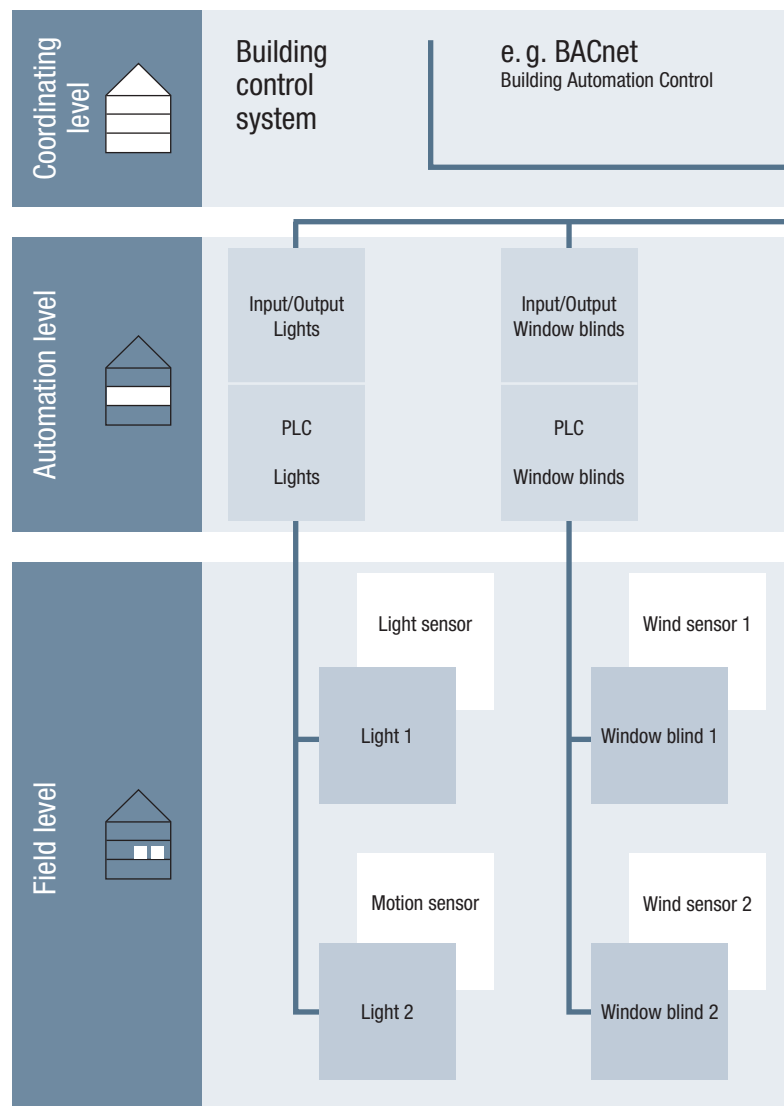 Coordinating
level
Building
control
system
e. g. BACnet
Building Automation Control
Automation level
Input/Output
Lights
Input/Output
Window blinds
PLC
Lights
PLC
Window blinds
Field level
Light sensor
Wind sensor 1
Light 1
Window blind 1
Motion sensor
Wind sensor 2
Light 2
Window blind 2